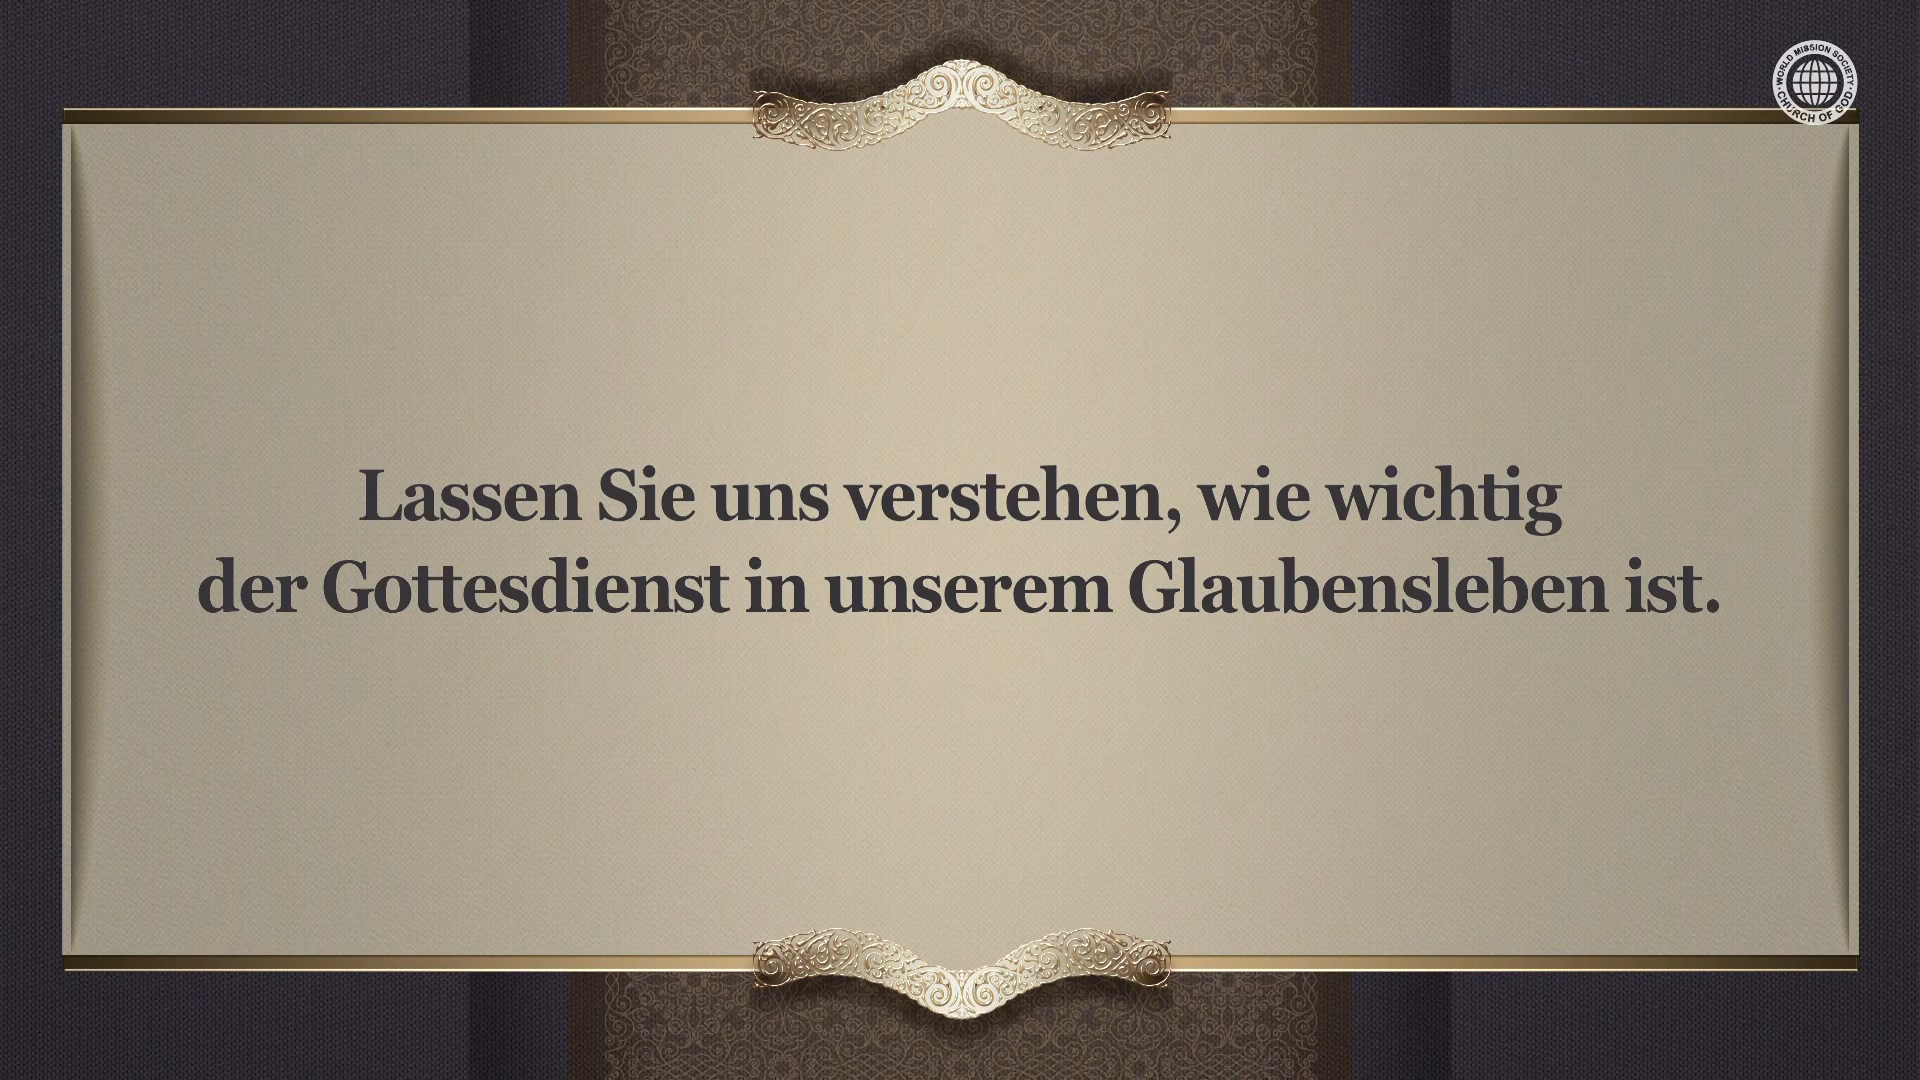 WORLD MISSION SOCIETY
CHURCH OF GOD
Lassen Sie uns verstehen, wie wichtig
der Gottesdienst in unserem Glaubensleben ist.